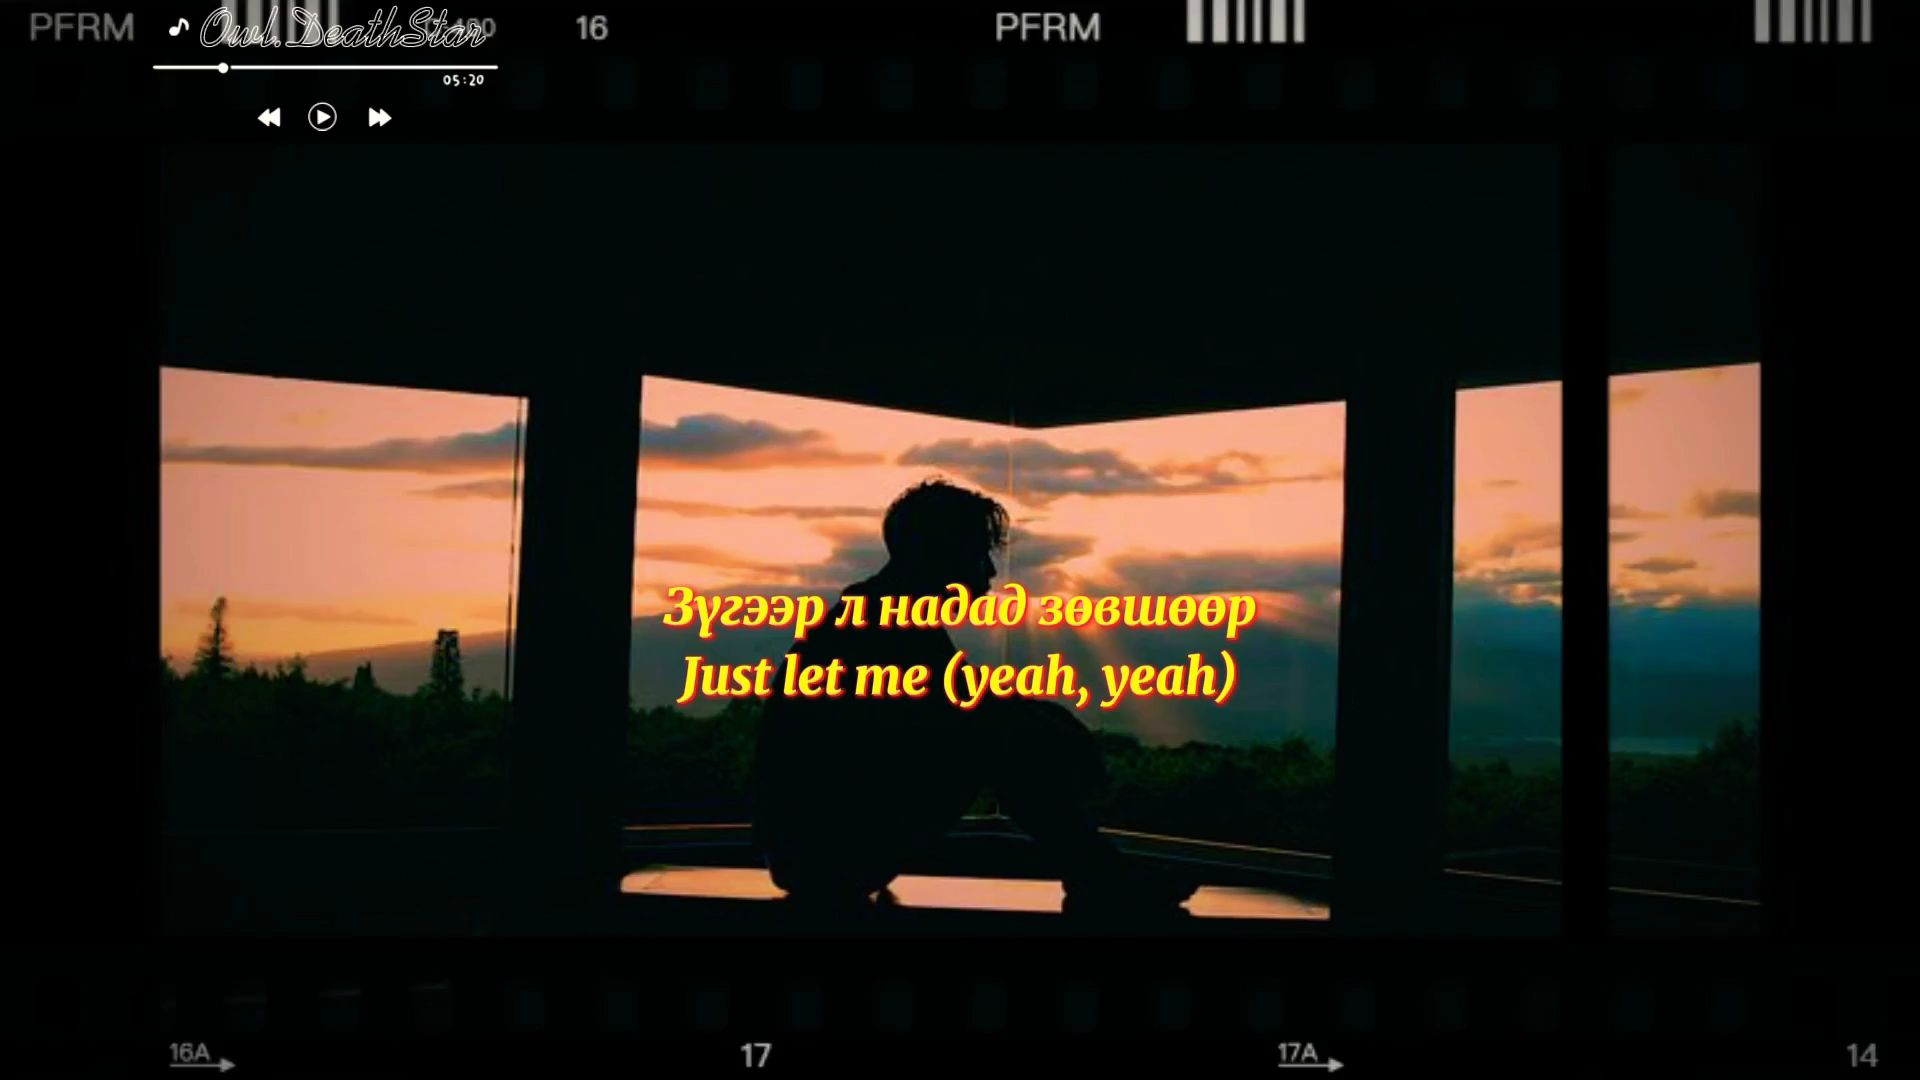 PFRM
Owl.DeathStar
16
PFRM
05:20
Зүгээр л надад зөвшөөр
Just let me (yeah, yeah)
16A
17
17A
14